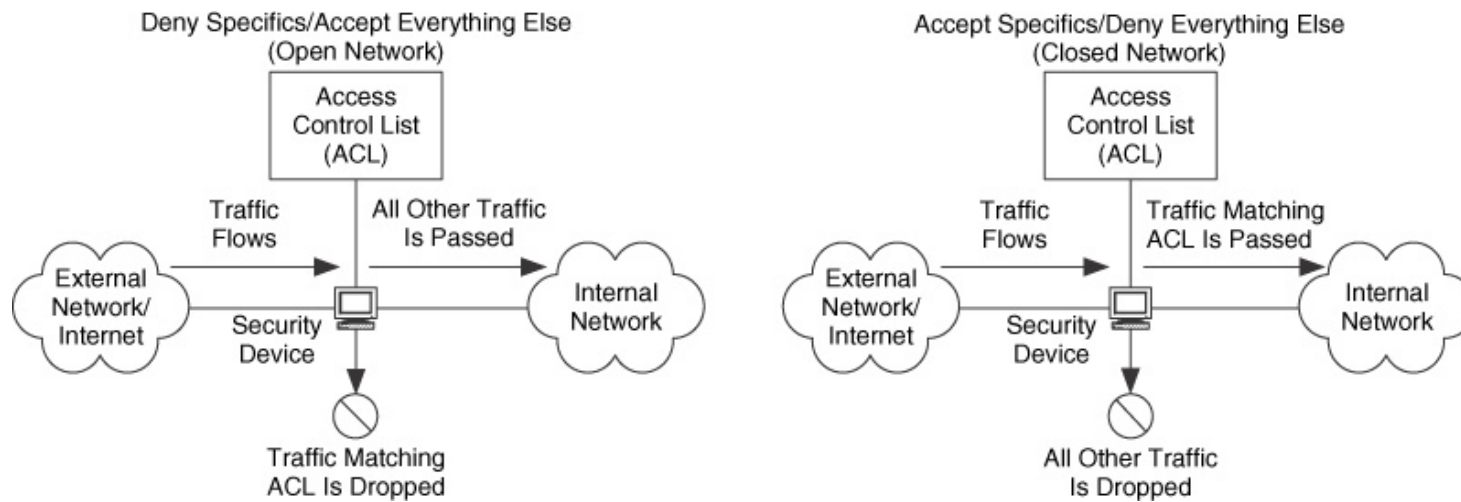 Deny Specifics/Accept Everything Else
(Open Network)
Access
Control List
(ACL)
Traffic
Flows
All Other Traffic
Is Passed
External
Network/
Internet
Security
Device
Internal
Network
Traffic Matching
ACL Is Dropped
Accept Specifics/Deny Everything Else
(Closed Network)
Access
Control List
(ACL)
Traffic
Flows
Traffic Matching
ACL Is Passed
External
Network/
Internet
Security
Device
Internal
Network
All Other Traffic
Is Dropped